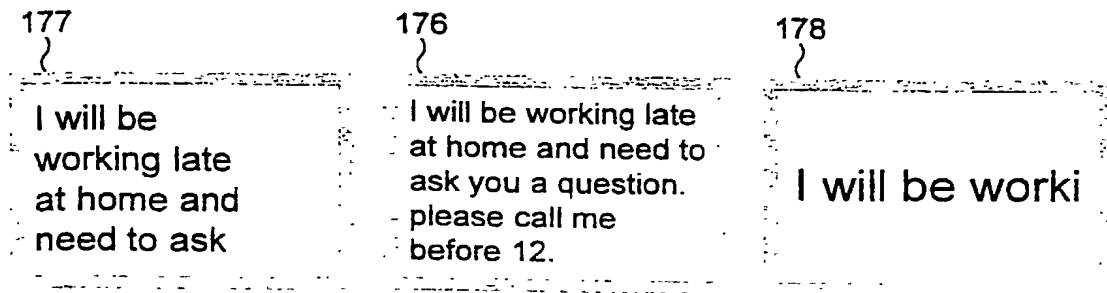 177
I will be
working late
at home and
need to ask
176
I will be working late
at home and need to
ask you a question.
please call me
before 12.
178
I will be worki